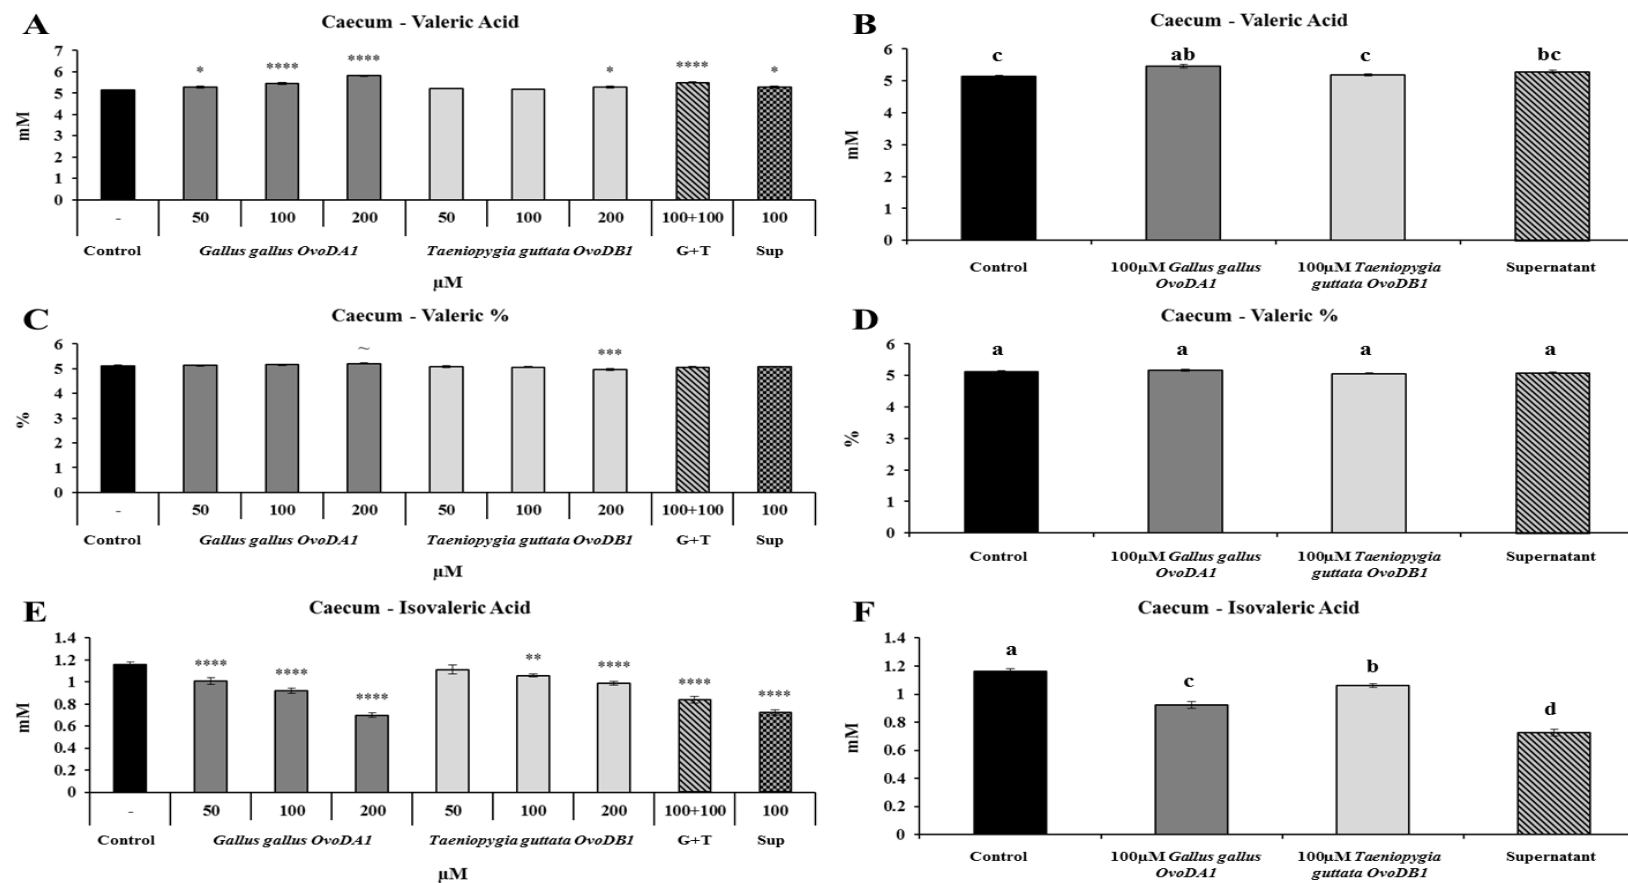 A
Caecum - Valeric Acid
mM
7
6
5
4
3
2
1
0
*
****
****
*
****
*
- 50 100 200 50 100 200 100+100 100
Control Gallus gallus OvoDA1 Taeniopygia guttata OvoDB1 G+T Sup
µM
B
Caecum - Valeric Acid
mM
6
5
4
3
2
1
0
c ab c bc
Control 100µM Gallus gallus 100µM Taeniopygia Supernatant
OvoDA1 guttata OvoDB1
C
Caecum - Valeric %
%
6
5
4
3
2
1
0
~ ***
- 50 100 200 50 100 200 100+100 100
Control Gallus gallus OvoDA1 Taeniopygia guttata OvoDB1 G+T Sup
µM
D
Caecum - Valeric %
%
6
5
4
3
2
1
0
a a a a
Control 100µM Gallus gallus 100µM Taeniopygia Supernatant
OvoDA1 guttata OvoDB1
E
Caecum - Isovaleric Acid
mM
1.4
1.2
1
0.8
0.6
0.4
0.2
0
****
****
****
**
****
****
****
- 50 100 200 50 100 200 100+100 100
Control Gallus gallus OvoDA1 Taeniopygia guttata OvoDB1 G+T Sup
µM
F
Caecum - Isovaleric Acid
mM
1.4
1.2
1
0.8
0.6
0.4
0.2
0
a c b d
Control 100µM Gallus gallus 100µM Taeniopygia Supernatant
OvoDA1 guttata OvoDB1